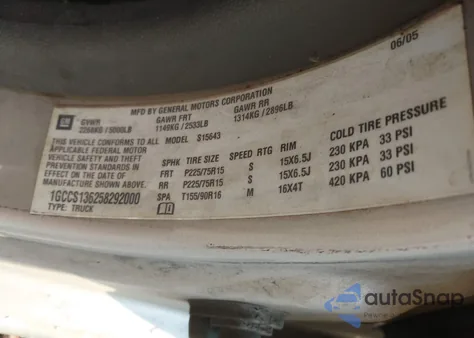 06/05
MFD BY GENERAL MOTORS CORPORATION
GM GVWR GAWR FRT GAWR RR
2268KG / 5000LB 1149KG / 2533LB 1314KG / 2896LB
THIS VEHICLE CONFORMS TO ALL S15643
APPLICABLE FEDERAL MOTOR
VEHICLE SAFETY AND THEFT SPHK TIRE SIZE SPEED RTG RIM COLD TIRE PRESSURE
PREVENTION STANDARDS IN FRT P225/75R15 S 15X6.5J 230 KPA 33 PSI
EFFECT ON THE DATE OF RR P225/75R15 S 15X6.5J 230 KPA 33 PSI
MANUFACTURE SHOWN ABOVE. SPA T155/90R16 M 16X4T 420 KPA 60 PSI
1GCCS136258292000
TYPE: TRUCK
autaSnap